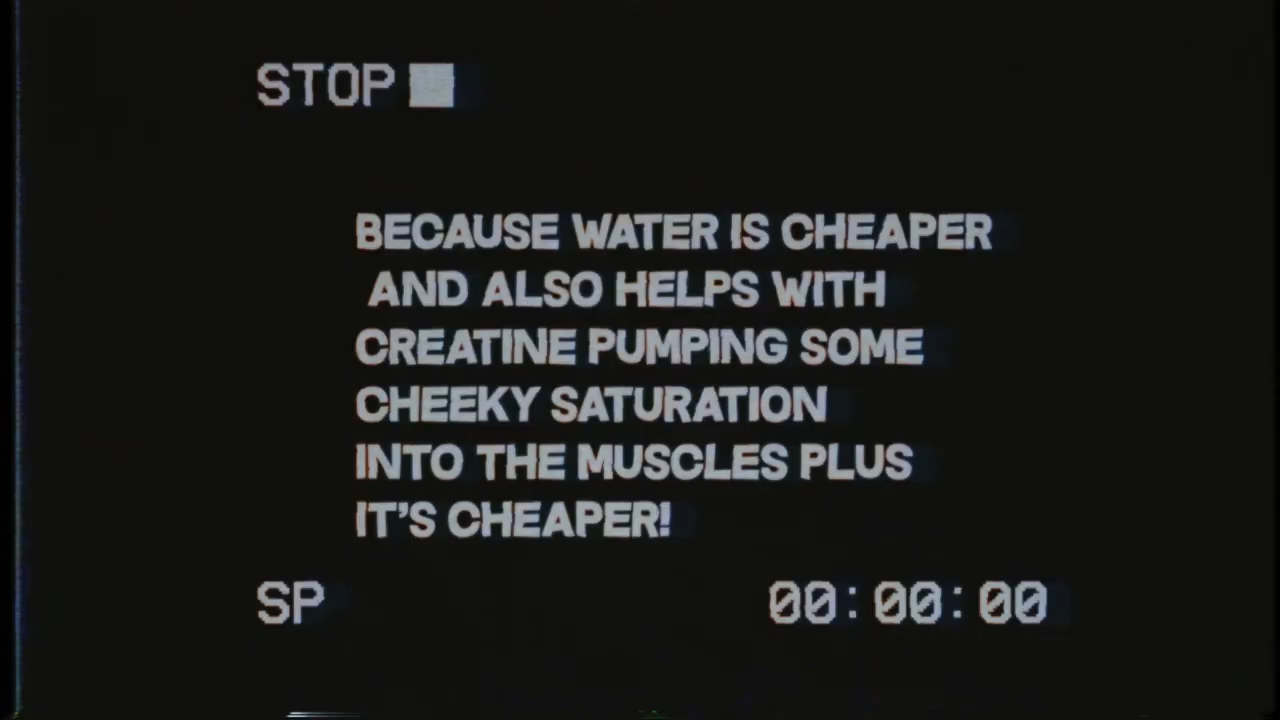 STOP
BECAUSE WATER IS CHEAPER
AND ALSO HELPS WITH
CREATINE PUMPING SOME
CHEEKY SATURATION
INTO THE MUSCLES PLUS
IT'S CHEAPER!
SP 00:00:00